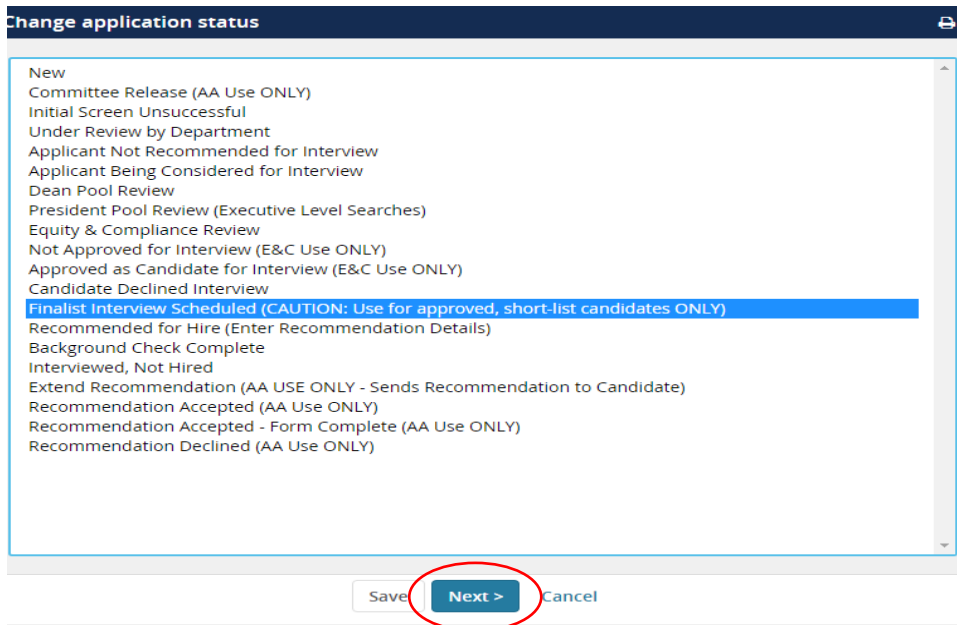 Change application status
New
Committee Release (AA Use ONLY)
Initial Screen Unsuccessful
Under Review by Department
Applicant Not Recommended for Interview
Applicant Being Considered for Interview
Dean Pool Review
President Pool Review (Executive Level Searches)
Equity & Compliance Review
Not Approved for Interview (E&C Use ONLY)
Approved as Candidate for Interview (E&C Use ONLY)
Candidate Declined Interview
Finalist Interview Scheduled (CAUTION: Use for approved, short-list candidates ONLY)
Recommended for Hire (Enter Recommendation Details)
Background Check Complete
Interviewed, Not Hired
Extend Recommendation (AA USE ONLY - Sends Recommendation to Candidate)
Recommendation Accepted (AA Use ONLY)
Recommendation Accepted - Form Complete (AA Use ONLY)
Recommendation Declined (AA Use ONLY)
Save Next > Cancel